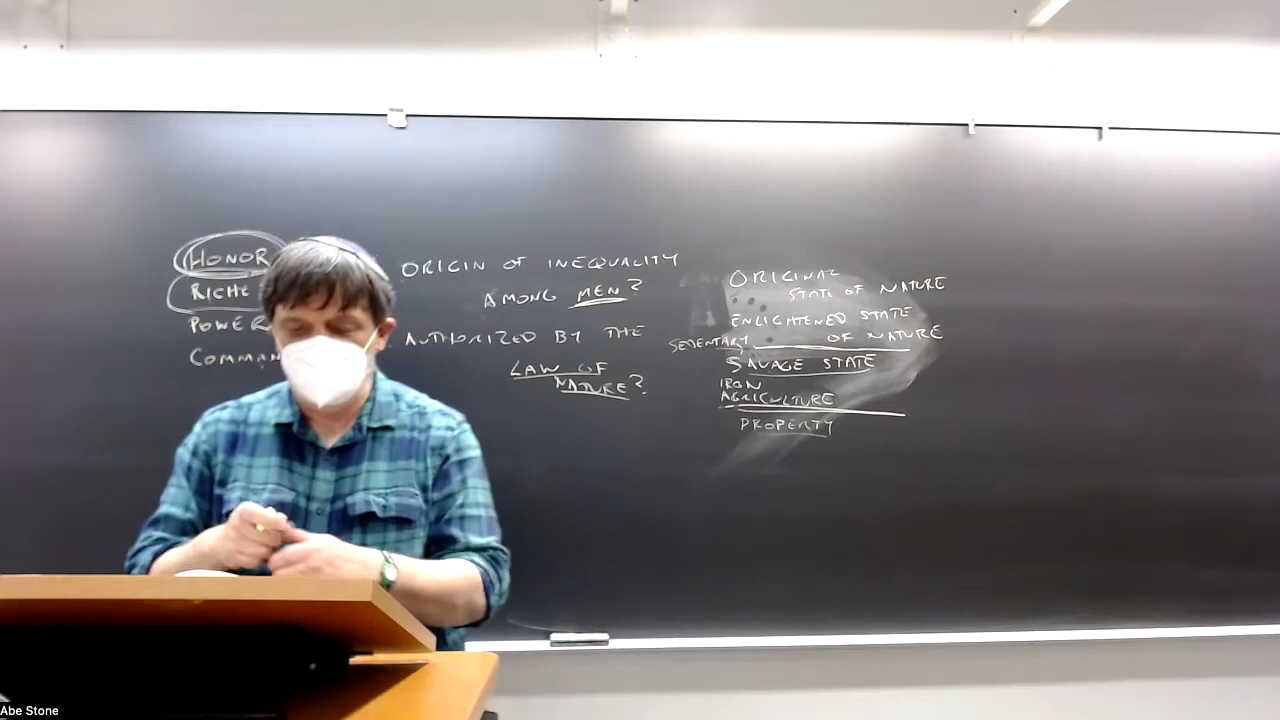 HONOR
RICHE
POWER
COMMAN
ORIGIN OF INEQUALITY
AMONG MEN?
AUTHORIZED BY THE
LAW OF
NATURE?
ORIGINAL
STATE OF NATURE
ENLIGHTENED STATE
OF NATURE
SEDENTARY
SAVAGE STATE
IRON
AGRICULTURE
PROPERTY
Abe Stone